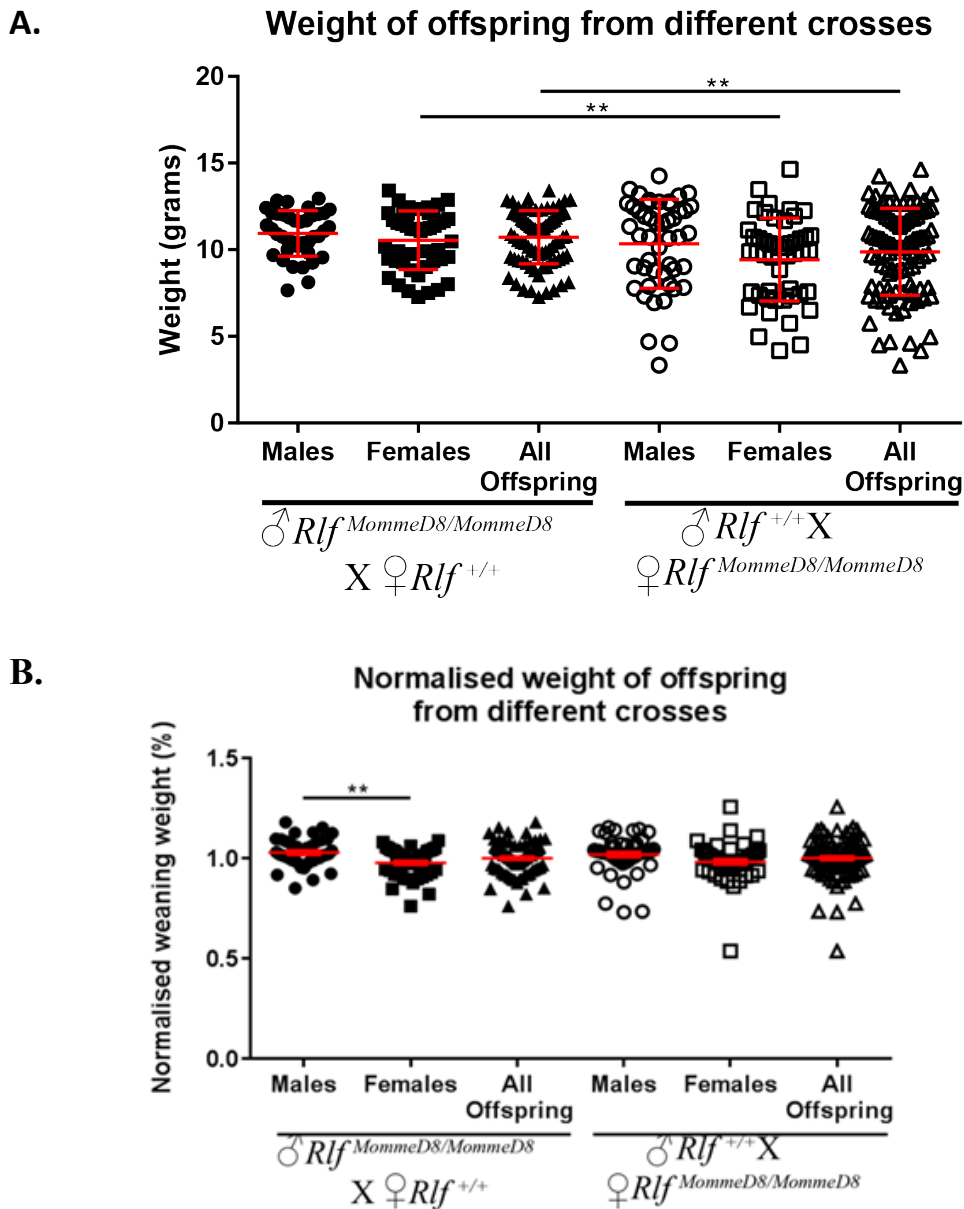 A.
Weight of offspring from different crosses
Weight (grams)
20
15
10
5
0
**
**
Males Females All Offspring Males Females All Offspring
♂Rlf MommeD8/MommeD8
X ♀Rlf +/+
♂Rlf +/+ X
♀Rlf MommeD8/MommeD8
B.
Normalised weight of offspring
from different crosses
Normalised weaning weight (%)
1.5
1.0
0.5
0.0
**
Males Females All Offspring Males Females All Offspring
♂Rlf MommeD8/MommeD8
X ♀Rlf +/+
♂Rlf +/+ X
♀Rlf MommeD8/MommeD8